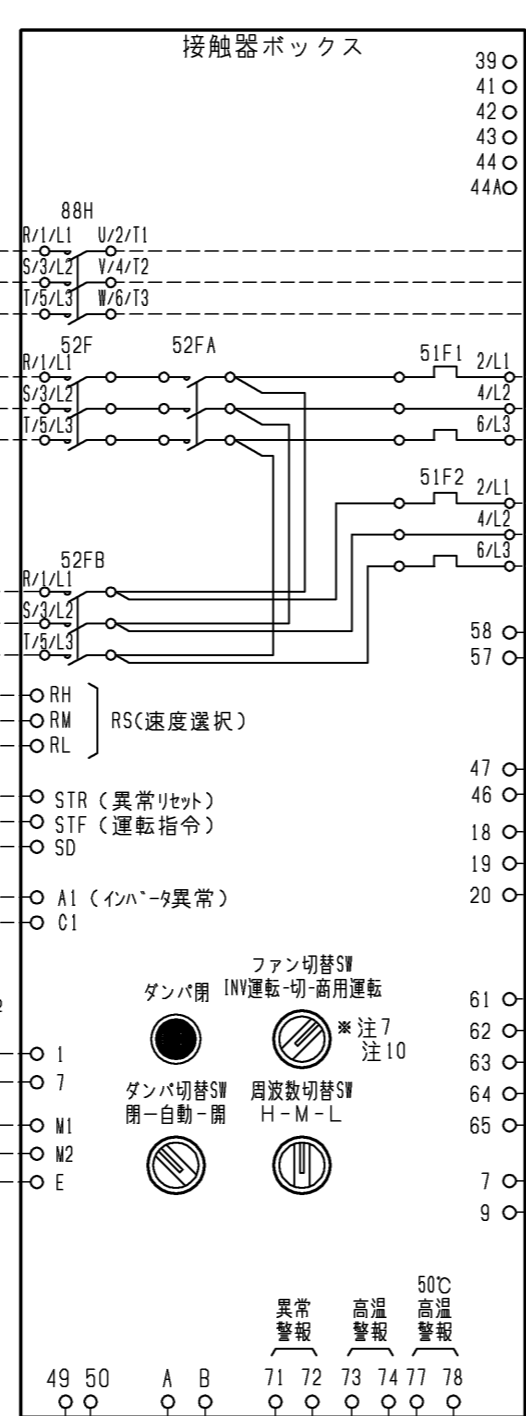 接触器ボックス
39
41
42
43
44
44A
88H
R/1/L1 U/2/T1
S/3/L2 V/4/T2
T/5/L3 W/6/T3
52F 52FA 51F1
R/1/L1 2/L1
S/3/L2 4/L2
T/5/L3 6/L3
51F2 2/L1
4/L2
6/L3
52FB
R/1/L1
S/3/L2
T/5/L3
58
57
RH
RM RS(速度選択)
RL
47
46
STR (異常リセット)
STF (運転指令)
SD
18
19
20
A1 (インバータ異常)
C1
ファン切替SW
ダンパ閉 INV運転-切-商用運転
※注7
注10
61
62
63
64
65
1
7
ダンパ切替SW 周波数切替SW
閉ー自動-開 H-M-L
M1
M2
E
7
9
50℃
異常 高温 高温
警報 警報 警報
49 50 A B 71 72 73 74 77 78